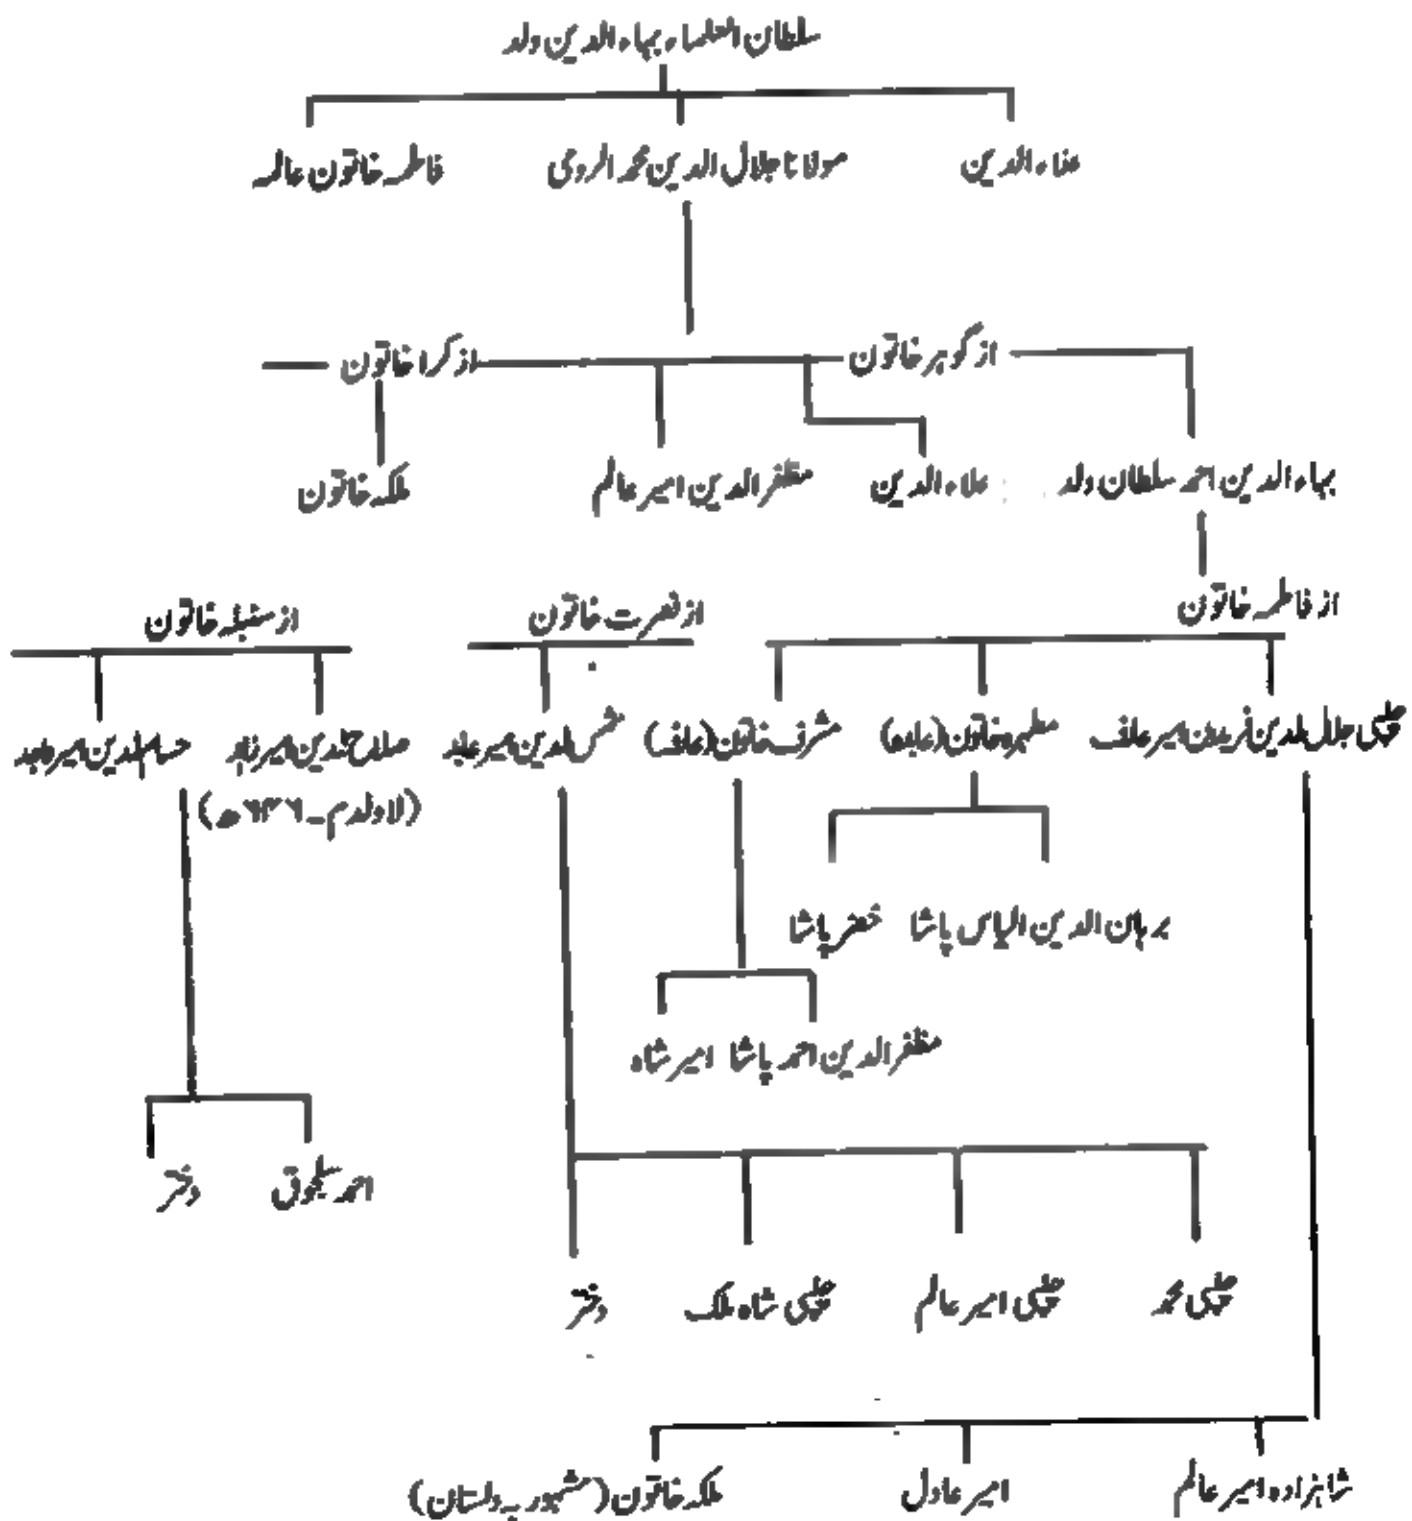 سلطان العلماء بہاء الدین ولد
علاء الدین مولانا جلال الدین محمد الرومی فاطمہ خاتون عالمہ
از گوہر خاتون از کرا خاتون
بہاء الدین احمد سلطان ولد علاء الدین مظفر الدین امیر عالم ملکہ خاتون
از فاطمہ خاتون از نصرت خاتون از سنبلہ خاتون
چلپی جلال الدین فریدون امیر عارف مطہرہ خاتون (عابدہ) مشرف خاتون (عارفہ) شمس الدین امیر عابد صلاح الدین امیر زاہد حسام الدین امیر واجد
(لاولد م۔
برہان الدین الیاس پاشا خضر پاشا
مظفر الدین احمد پاشا امیر شاہ
احمد سلجوق دختر
چلپی محمد چلپی امیر عالم چلپی شاہ ملک دختر
شاہزادہ امیر عالم امیر عادل ملکہ خاتون (مشہور بہ دلستان)